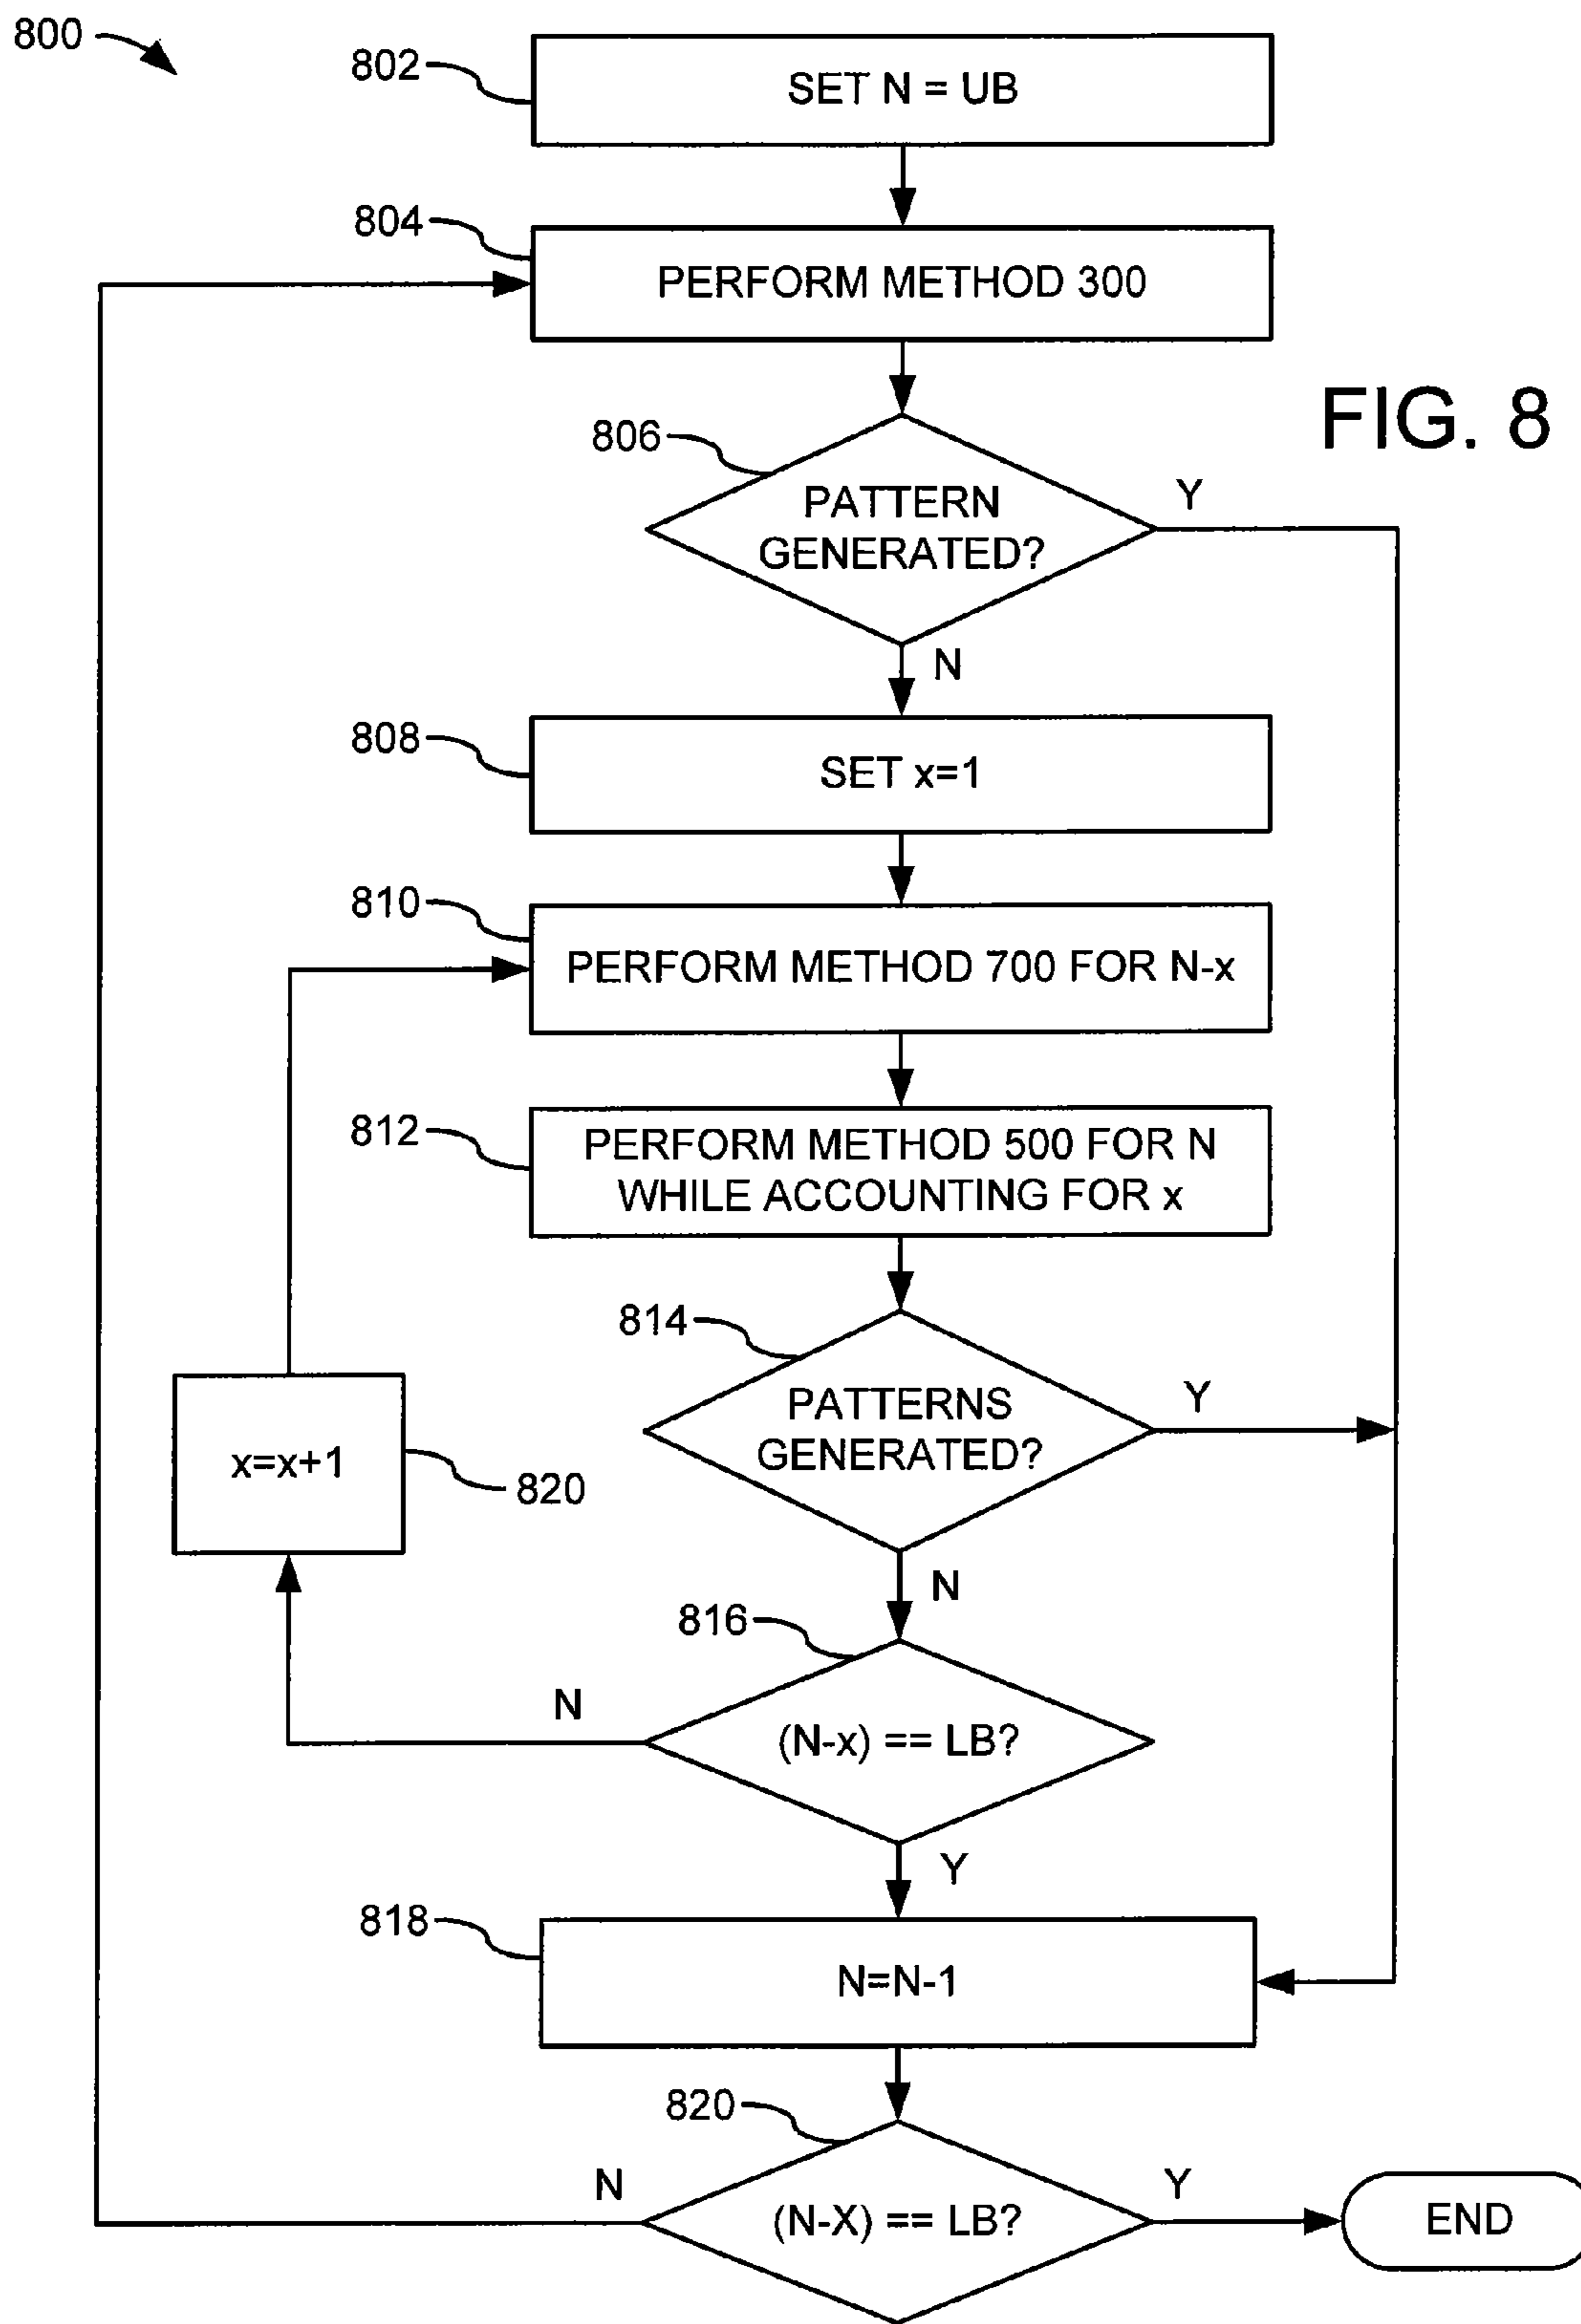 800
802
SET N = UB
804
PERFORM METHOD 300
FIG. 8
806
PATTERN
GENERATED?
Y
N
808
SET x=1
810
PERFORM METHOD 700 FOR N-x
812
PERFORM METHOD 500 FOR N
WHILE ACCOUNTING FOR x
814
PATTERNS
GENERATED?
Y
x=x+1
820
N
816
N
(N-x) == LB?
Y
818
N=N-1
820
N
(N-X) == LB?
Y
END